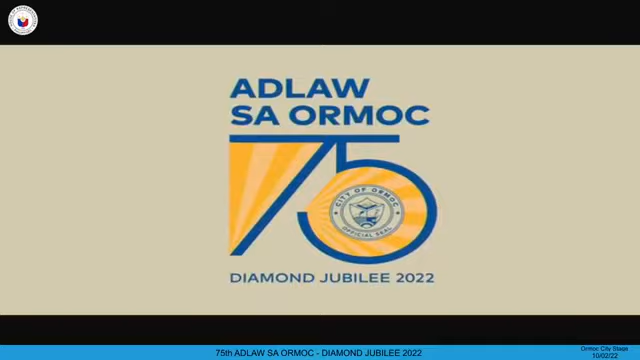 ADLAW
SA ORMOC
75
CITY OF ORMOC
OFFICIAL SEAL
DIAMOND JUBILEE 2022
75th ADLAW SA ORMOC - DIAMOND JUBILEE 2022
Ormoc City Stage
10/02/22